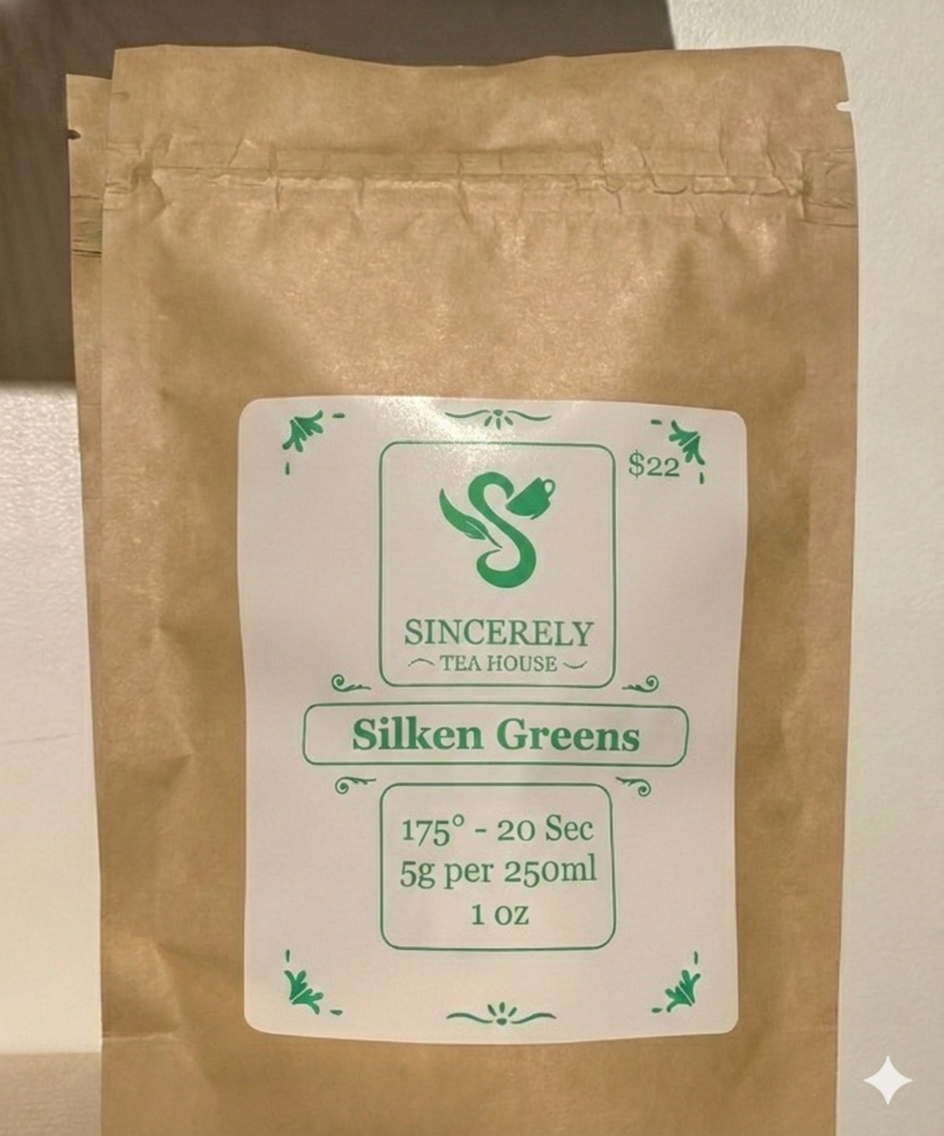 $22
SINCERELY
TEA HOUSE
Silken Greens
175° - 20 Sec
5g per 250ml
1 oz